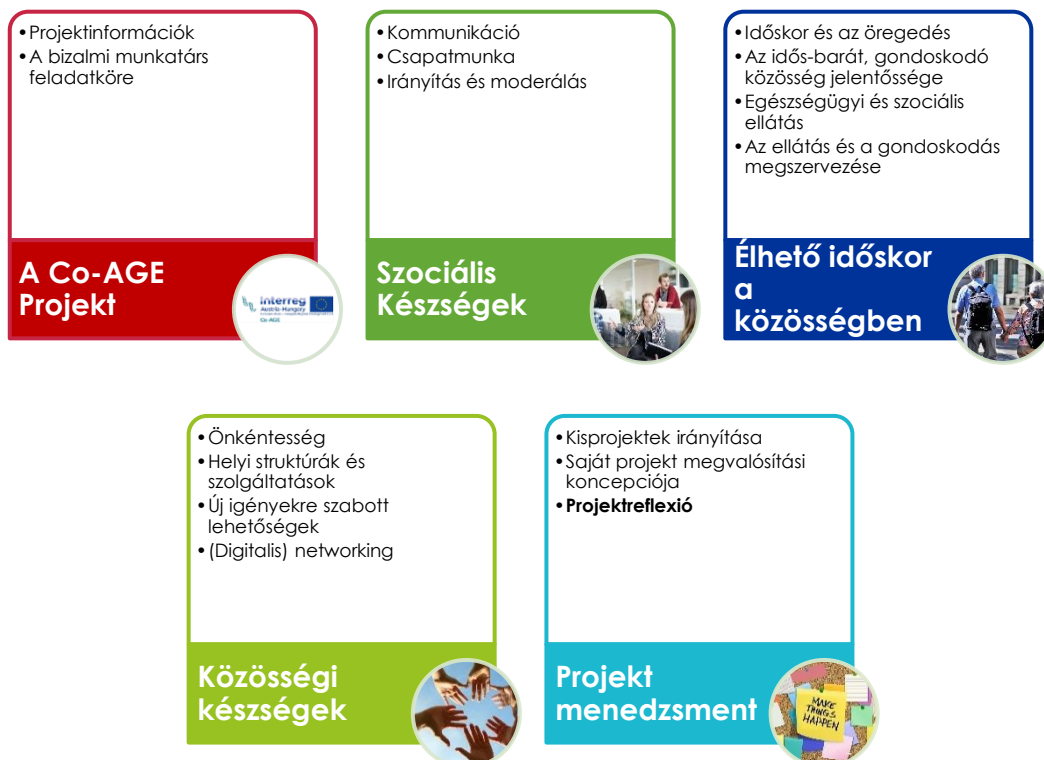 •Projektinformációk
•A bizalmi munkatárs
feladatköre
A Co-AGE
Projekt
Interreg
Austria-Hungary
Co-AGE
•Kommunikáció
•Csapatmunka
•Irányítás és moderálás
Szociális
Készségek
•Időskor és az öregedés
•Az idős-barát, gondoskodó
közösség jelentőssége
•Egészségügyi és szociális
ellátás
•Az ellátás és a gondoskodás
megszervezése
Élhető időskor
a
közösségben
•Önkéntesség
•Helyi struktúrák és
szolgáltatások
•Új igényekre szabott
lehetőségek
•(Digitalis) networking
Közösségi
készségek
•Kisprojektek irányítása
•Saját projekt megvalósítási
koncepciója
•Projektreflexió
Projekt
menedzsment
MAKE
THINGS
HAPPEN